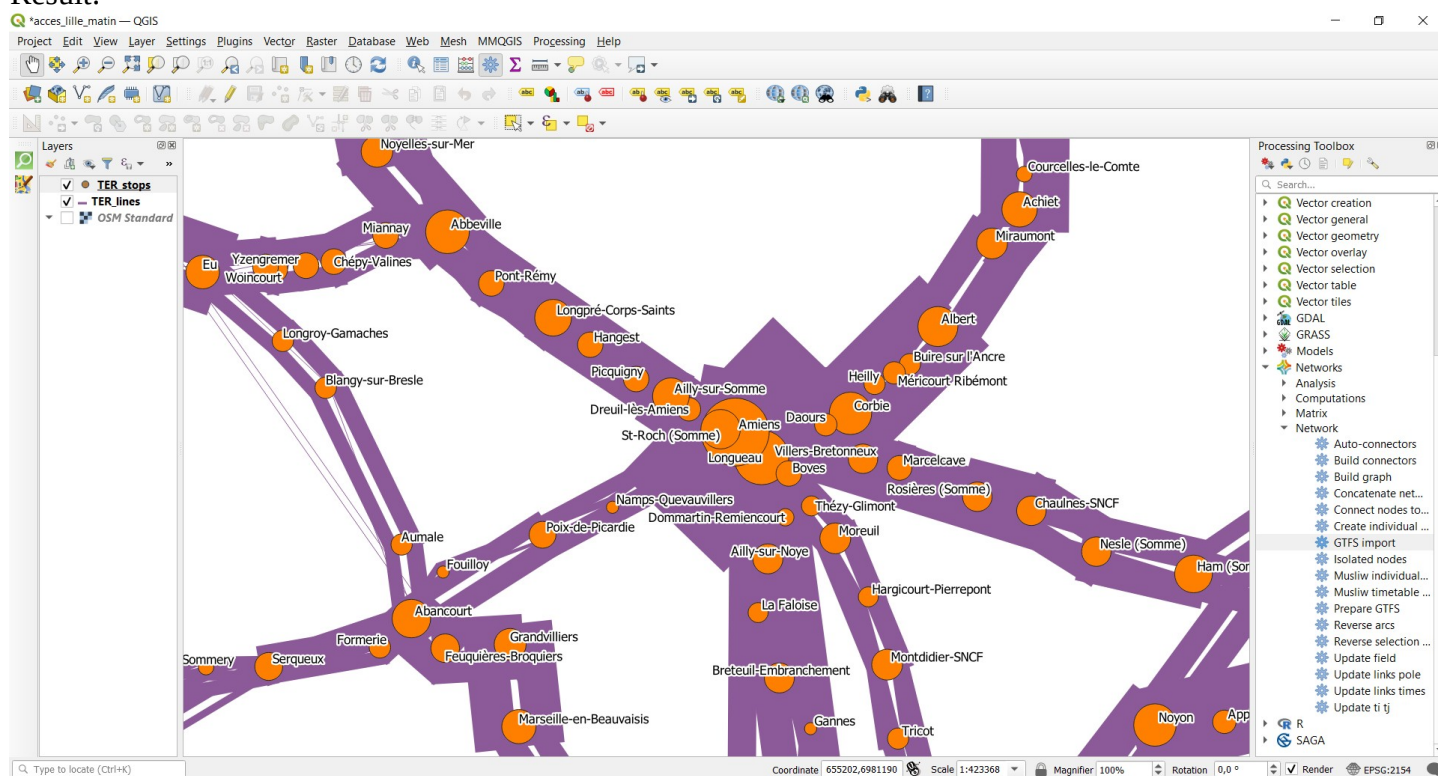 Result:
*acces_lille_matin — QGIS
Project Edit View Layer Settings Plugins Vector Raster Database Web Mesh MMQGIS Processing Help
Layers
TER_stops
TER_lines
OSM Standard
Noyelles-sur-Mer
Courcelles-le-Comte
Achiet
Miannay
Abbeville
Miraumont
Eu
Yzengremer
Chépy-Valines
Woincourt
Pont-Rémy
Longpré-Corps-Saints
Albert
Longroy-Gamaches
Hangest
Buire sur l'Ancre
Heilly
Méricourt Ribémont
Blangy-sur-Bresle
Picquigny
Ailly-sur-Somme
Dreuil-lès-Amiens
Daours
Corbie
Amiens
St-Roch (Somme)
Longueau
Villers-Bretonneux
Boves
Marcelcave
Rosières (Somme)
Namps-Quevauvillers
Thézy-Glimont
Chaulnes-SNCF
Dommartin-Remiencourt
Poix-de-Picardie
Moreuil
Aumale
Ailly-sur-Noye
Nesle (Somme)
Fouilloy
Ham (Som
Hargicourt-Pierrepont
Abancourt
La Faloise
Formerie
Grandvilliers
Feuquières-Broquiers
Sommery
Serqueux
Breteuil-Embranchement
Montdidier-SNCF
Marseille-en-Beauvaisis
Gannes
Tricot
Noyon
App
Processing Toolbox
Search...
Vector creation
Vector general
Vector geometry
Vector overlay
Vector selection
Vector table
Vector tiles
GDAL
GRASS
Models
Networks
Analysis
Computations
Matrix
Network
Auto-connectors
Build connectors
Build graph
Concatenate net...
Connect nodes to...
Create individual ...
GTFS import
Isolated nodes
Musliw individual...
Musliw timetable ...
Prepare GTFS
Reverse arcs
Reverse selection ...
Update field
Update links pole
Update links times
Update ti tj
R
SAGA
Type to locate (Ctrl+K)
Coordinate 655202,6981190 Scale 1:423368 Magnifier 100% Rotation 0,0 ° Render EPSG:2154